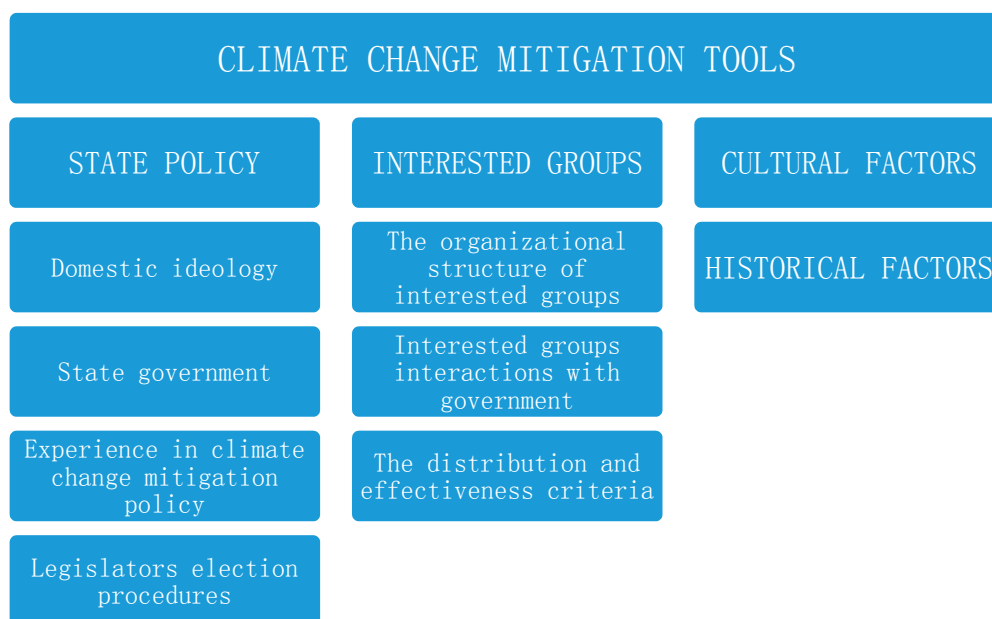 CLIMATE CHANGE MITIGATION TOOLS
STATE POLICY
Domestic ideology
State government
Experience in climate
change mitigation
policy
Legislators election
procedures
INTERESTED GROUPS
The organizational
structure of
interested groups
Interested groups
interactions with
government
The distribution and
effectiveness criteria
CULTURAL FACTORS
HISTORICAL FACTORS